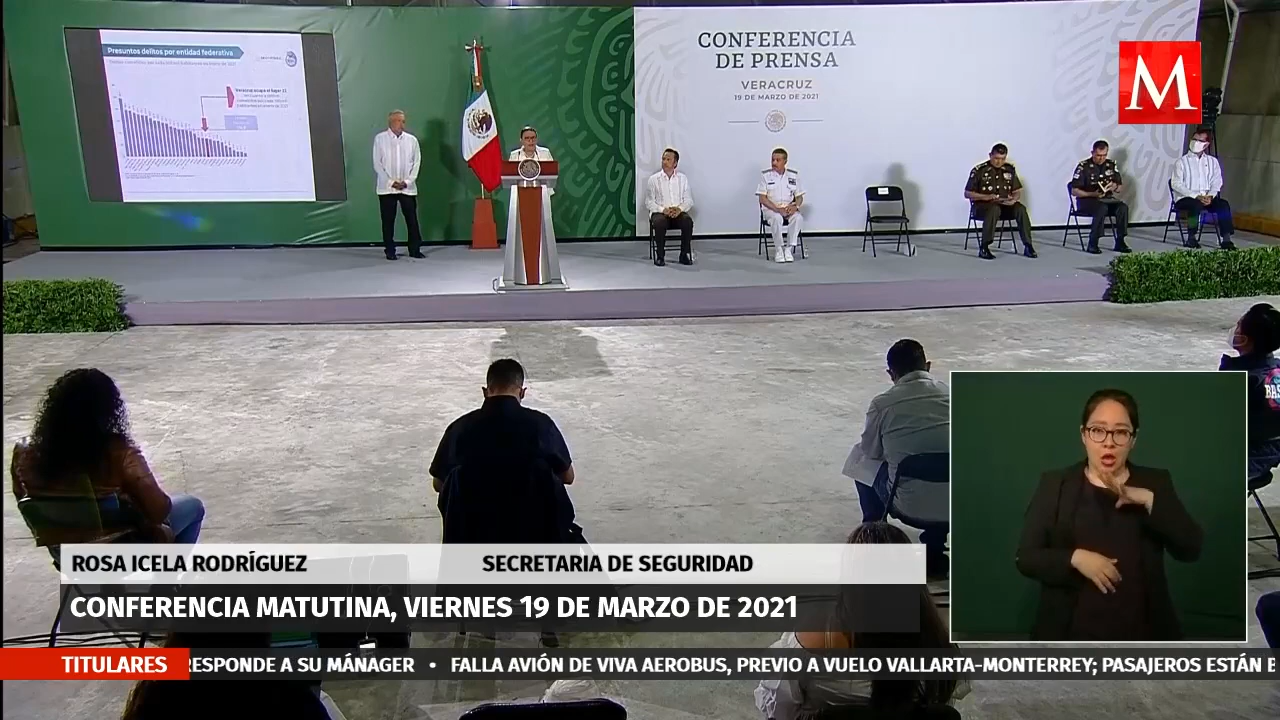 Presuntos delitos por entidad federativa
CONFERENCIA
DE PRENSA
VERACRUZ
19 DE MARZO DE 2021
M
BAS
ROSA ICELA RODRÍGUEZ
SECRETARIA DE SEGURIDAD
CONFERENCIA MATUTINA, VIERNES 19 DE MARZO DE 2021
TITULARES
RESPONDE A SU MÁNAGER • FALLA AVIÓN DE VIVA AEROBUS, PREVIO A VUELO VALLARTA-MONTERREY; PASAJEROS ESTÁN B